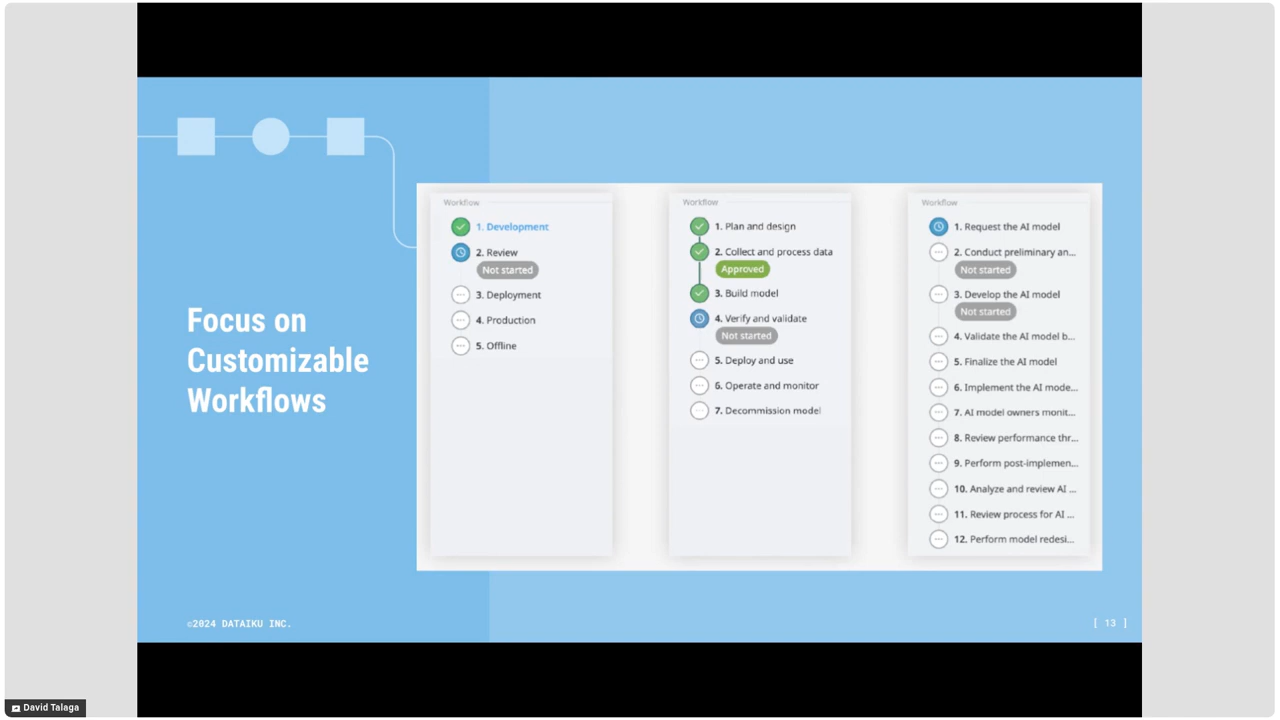 Focus on
Customizable
Workflows
Workflow
1. Development
2. Review
Not started
3. Deployment
4. Production
5. Offline
Workflow
1. Plan and design
2. Collect and process data
Approved
3. Build model
4. Verify and validate
Not started
5. Deploy and use
6. Operate and monitor
7. Decommission model
Workflow
1. Request the AI model
2. Conduct preliminary an...
Not started
3. Develop the AI model
Not started
4. Validate the AI model b...
5. Finalize the AI model
6. Implement the AI mode...
7. AI model owners monit...
8. Review performance thr...
9. Perform post-implemen...
10. Analyze and review AI ...
11. Review process for AI ...
12. Perform model redesi...
©2024 DATAIKU INC.
[ 13 ]
David Talaga